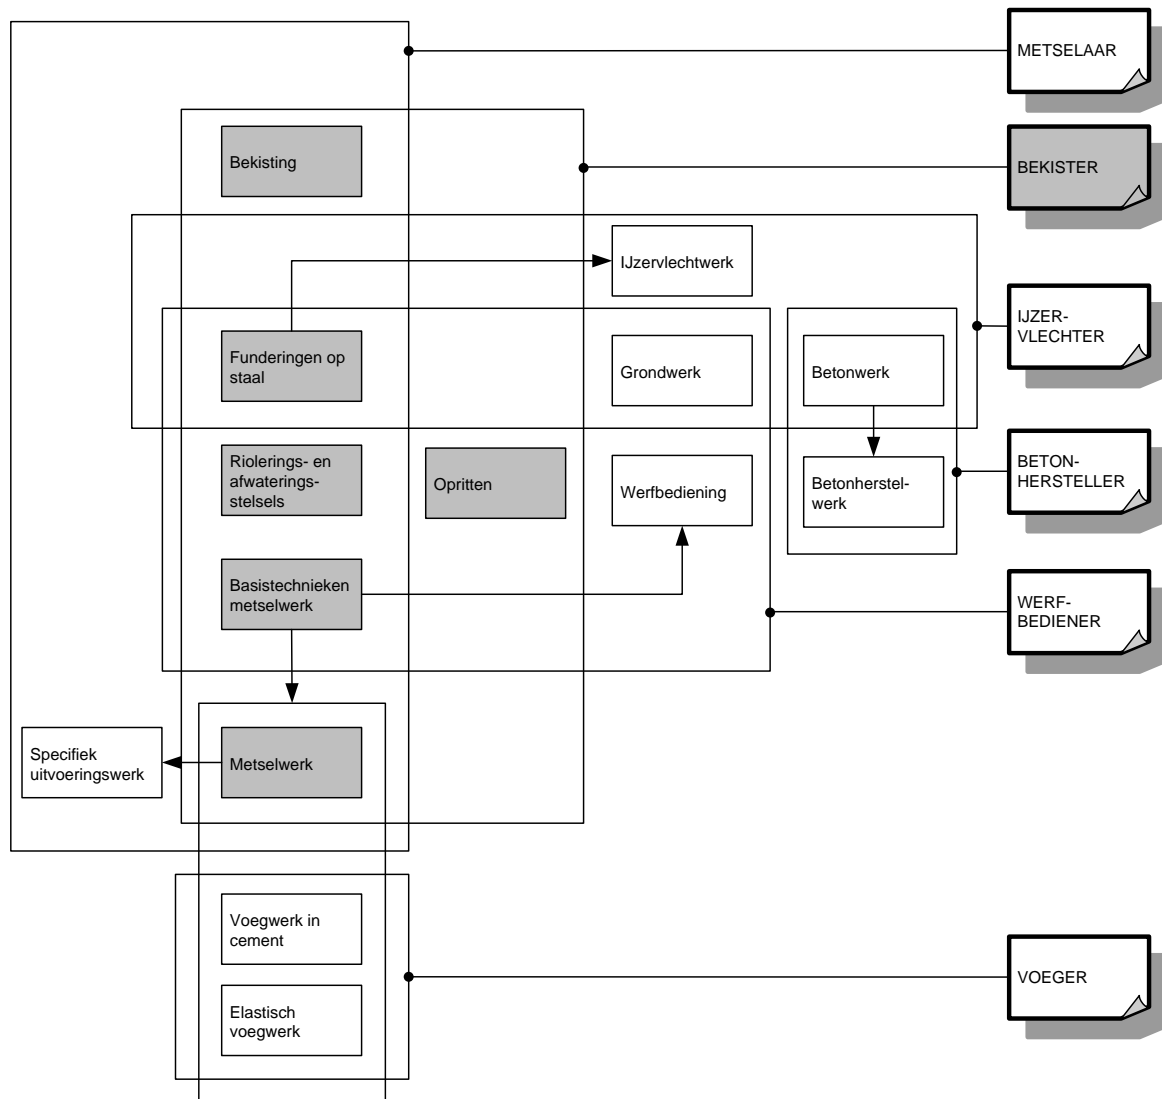 METSELAAR
Bekisting
BEKISTER
IJzervlechtwerk
IJZER-
VLECHTER
Funderingen op
staal
Grondwerk
Betonwerk
Riolerings- en
afwaterings-
stelsels
Opritten
Werfbediening
Betonherstel-
werk
BETON-
HERSTELLER
Basistechnieken
metselwerk
WERF-
BEDIENER
Specifiek
uitvoeringswerk
Metselwerk
Voegwerk in
cement
VOEGER
Elastisch
voegwerk